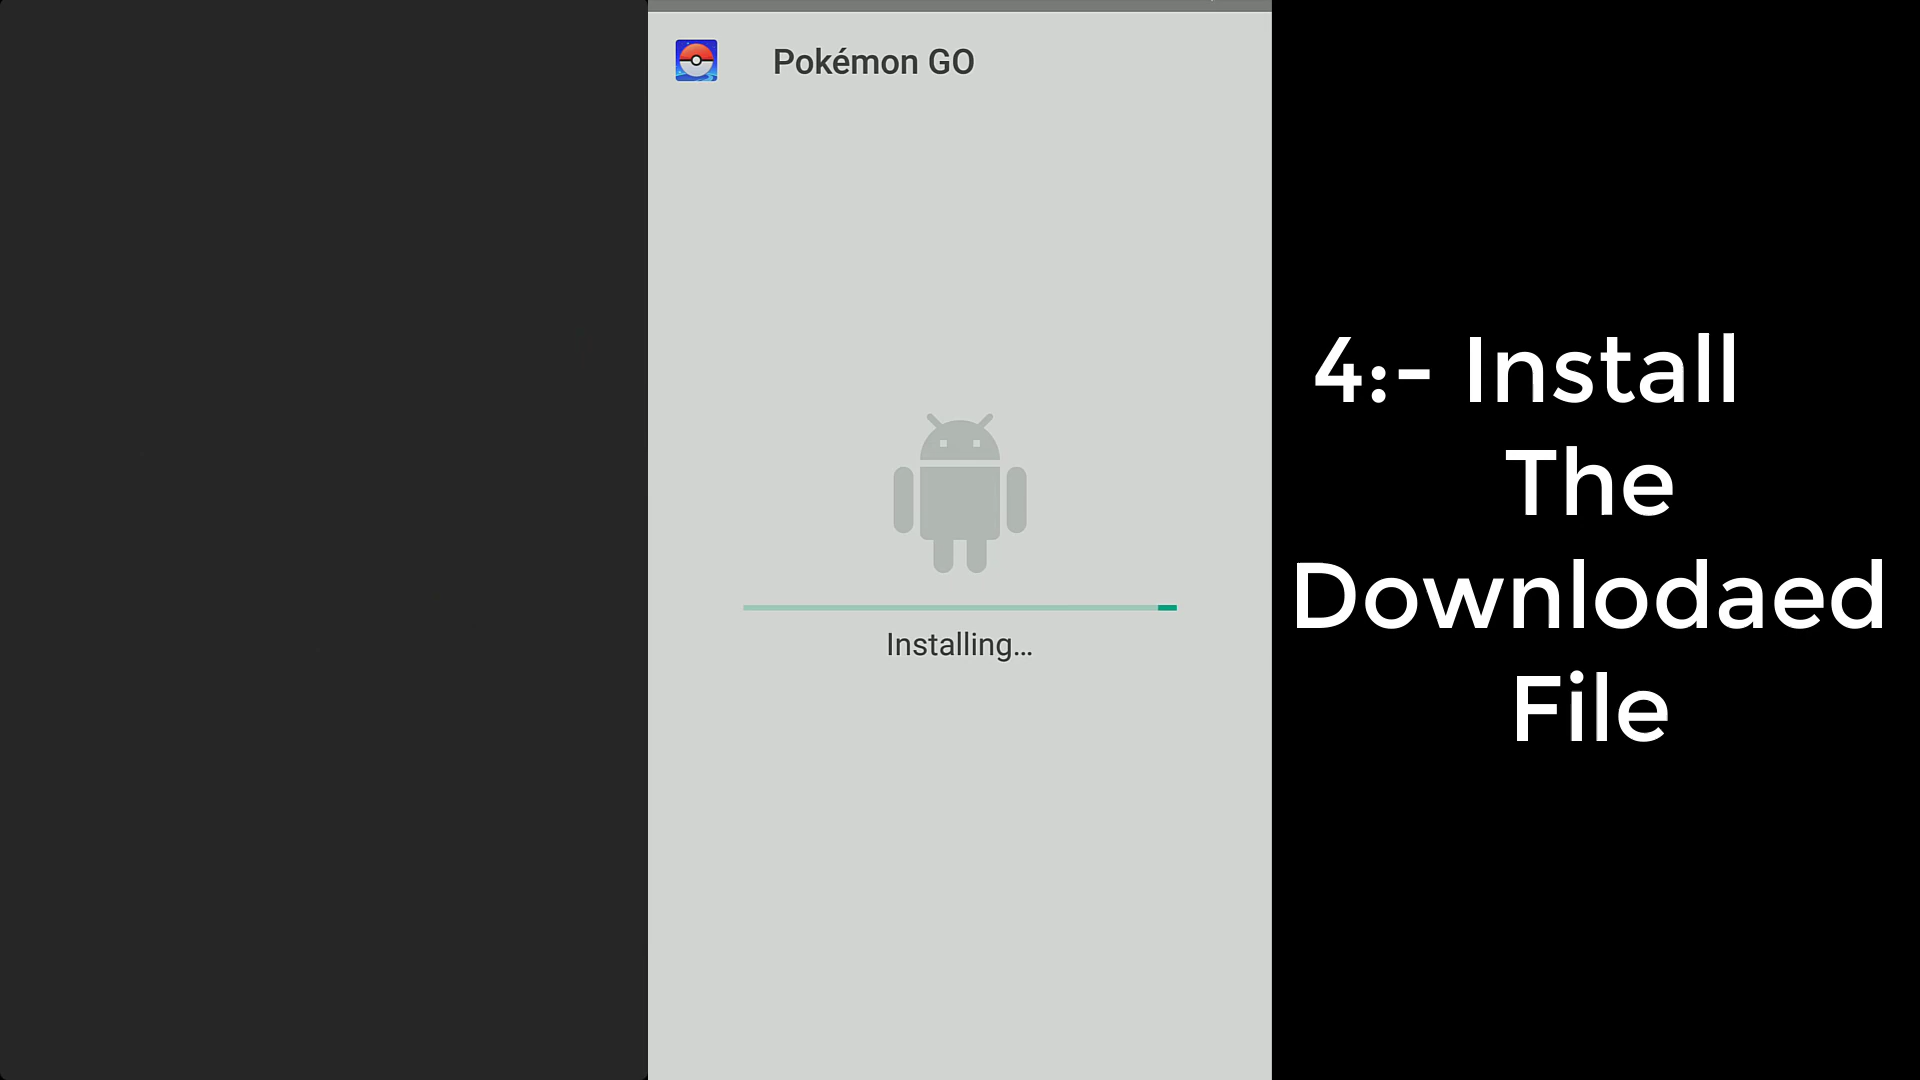 Pokémon GO
Installing...
4:- Install
The
Downlodaed
File